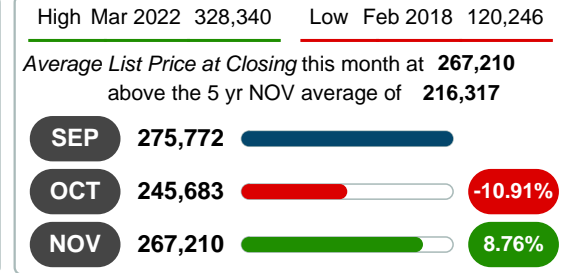 High Mar 2022 328,340 Low Feb 2018 120,246
Average List Price at Closing this month at 267,210
above the 5 yr NOV average of 216,317
SEP 275,772
OCT 245,683 -10.91%
NOV 267,210 8.76%